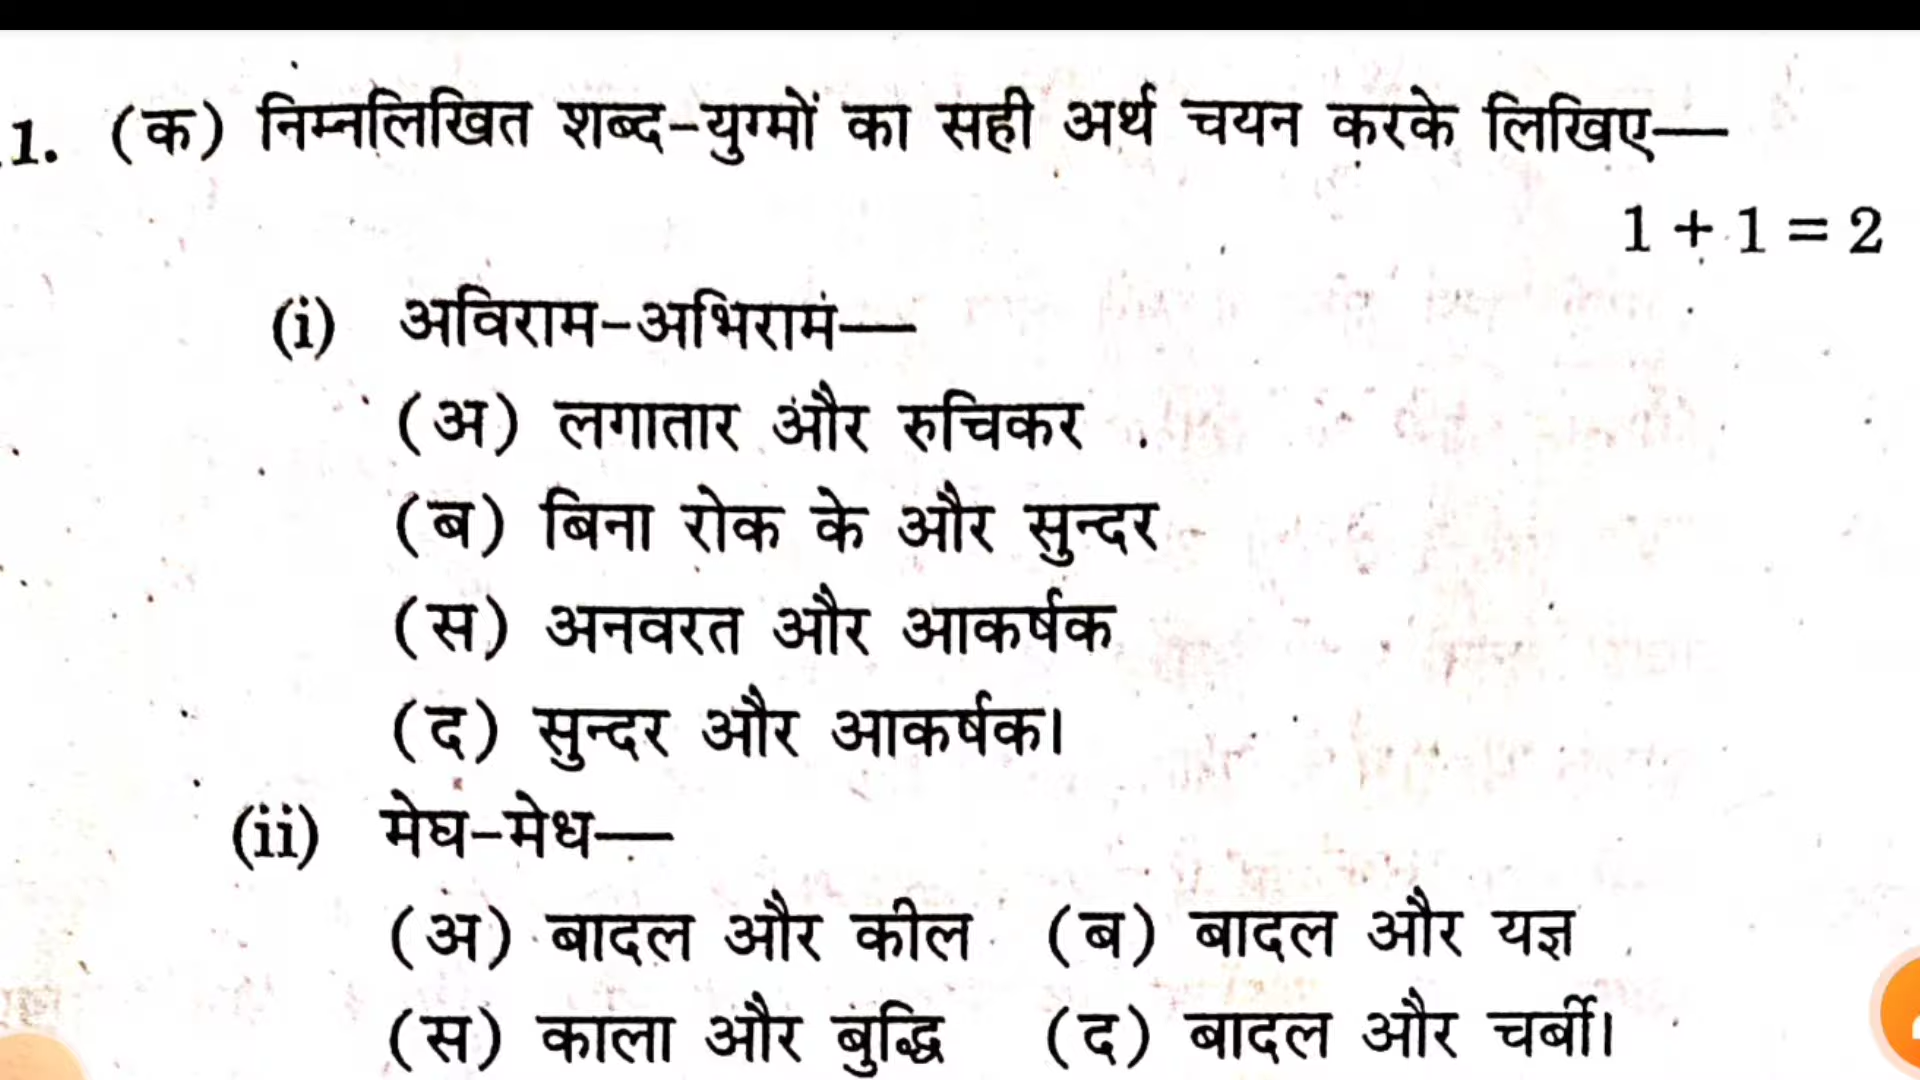 1. (क) निम्नलिखित शब्द-युग्मों का सही अर्थ चयन करके लिखिए—
1 + 1 = 2
(i) अविराम-अभिराम—
(अ) लगातार और रुचिकर
(ब) बिना रोक के और सुन्दर
(स) अनवरत और आकर्षक
(द) सुन्दर और आकर्षक।
(ii) मेघ-मेध—
(अ) बादल और कील (ब) बादल और यज्ञ
(स) काला और बुद्धि (द) बादल और चर्बी।